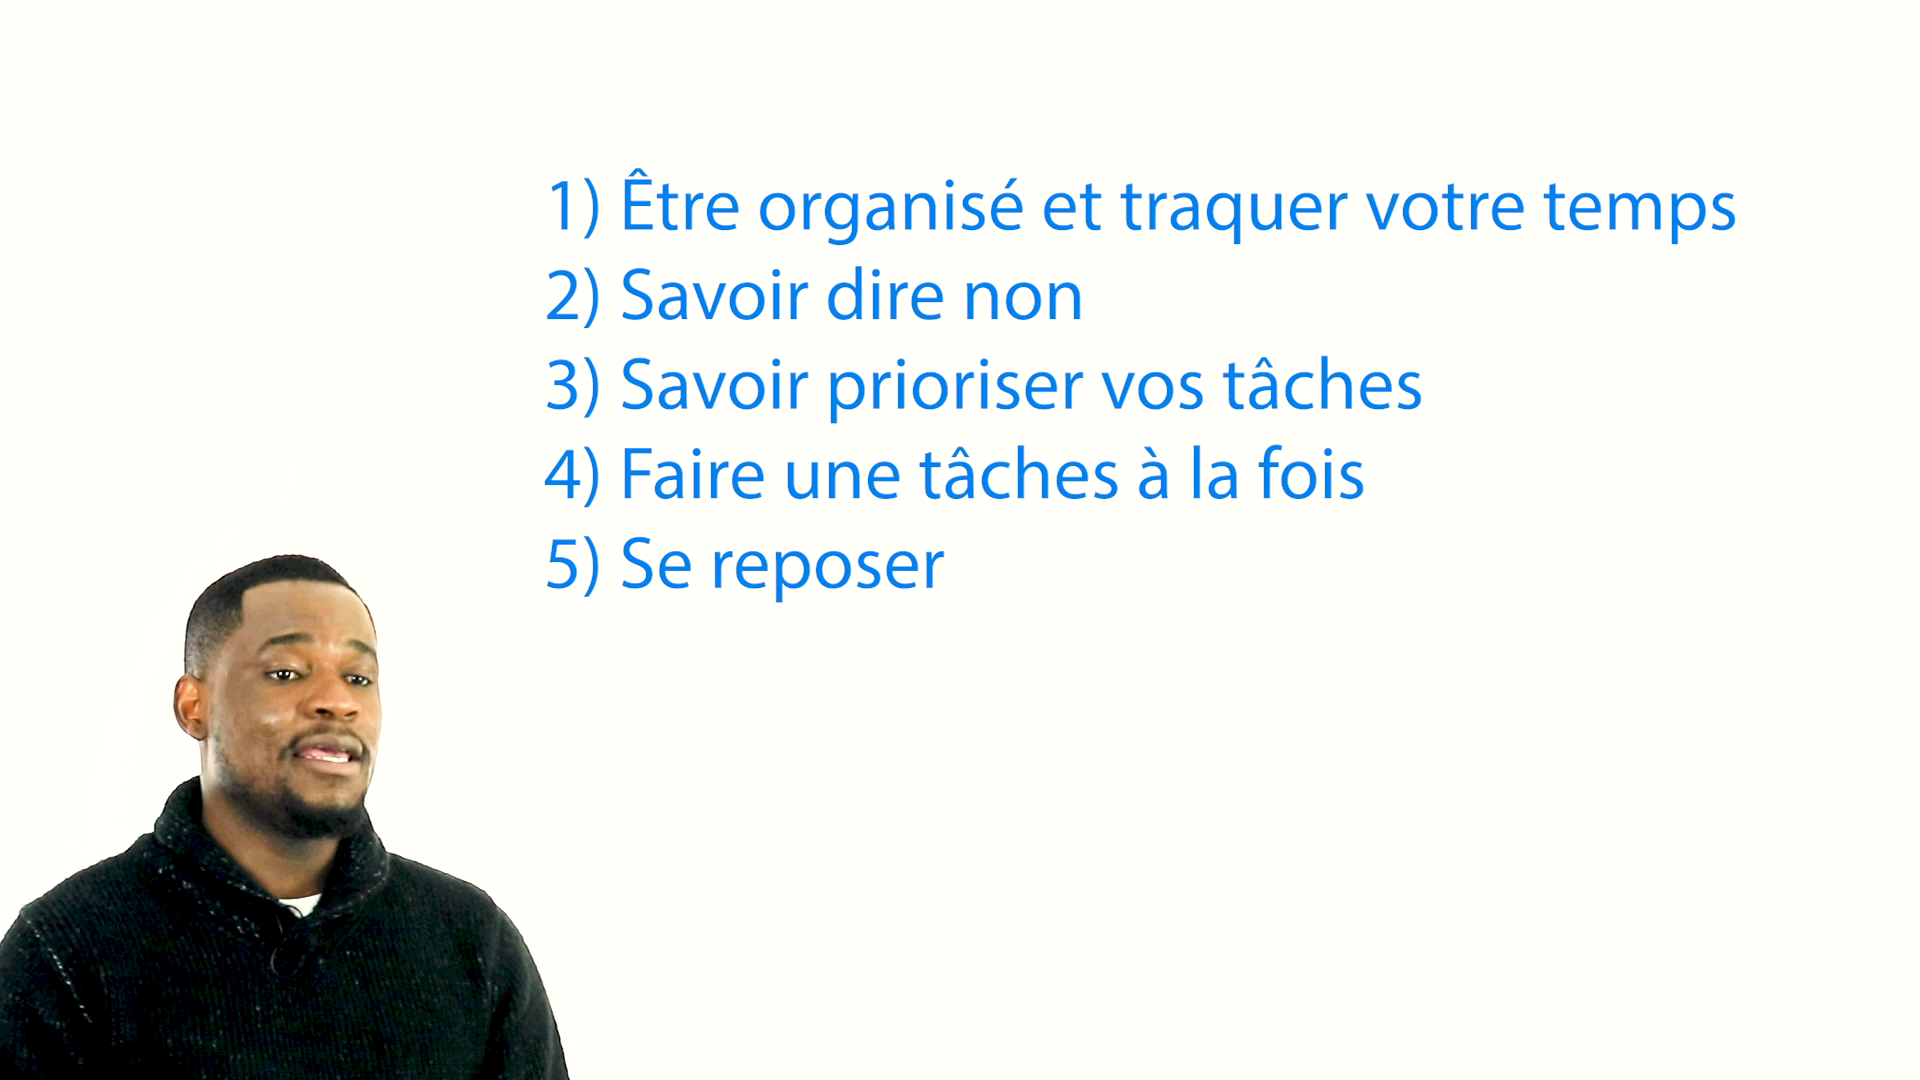 1) Être organisé et traquer votre temps
2) Savoir dire non
3) Savoir prioriser vos tâches
4) Faire une tâches à la fois
5) Se reposer